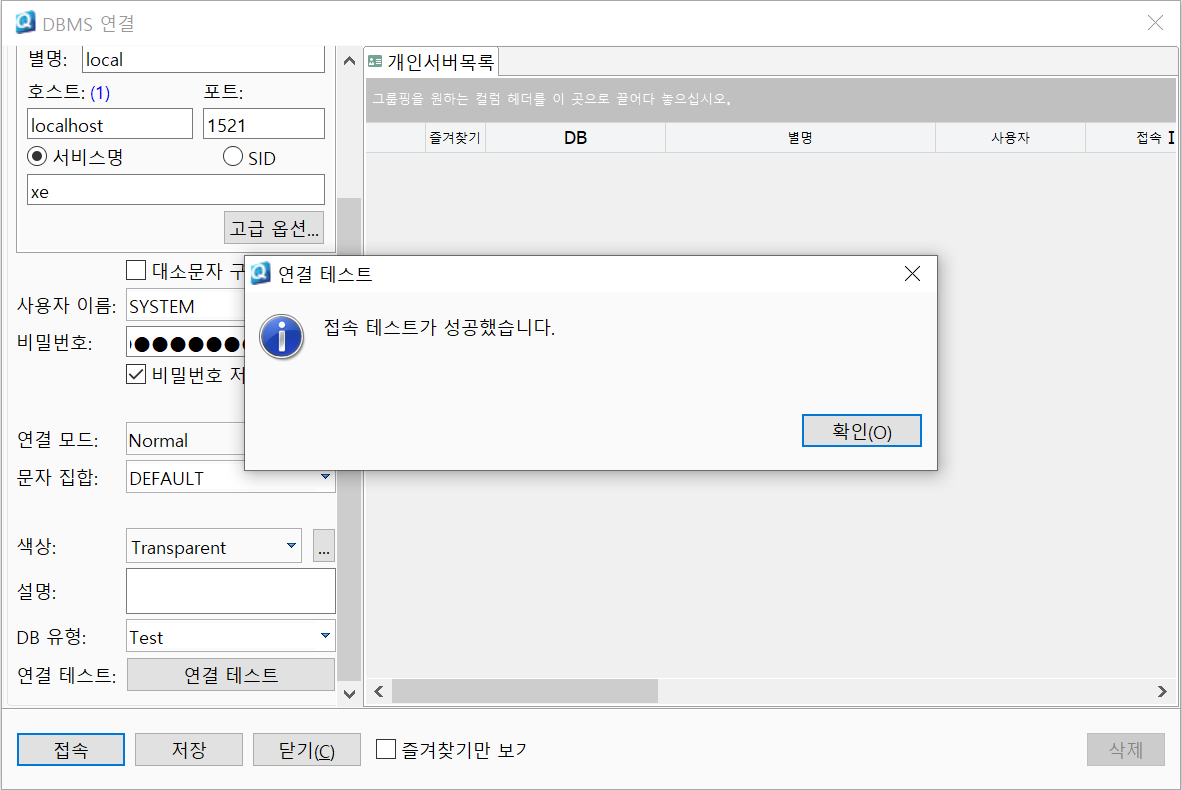 DBMS 연결
별명: local
호스트: (1) 포트:
localhost 1521
서비스명 SID
xe
고급 옵션...
대소문자 구
사용자 이름: SYSTEM
비밀번호:
비밀번호 저
연결 모드: Normal
문자 집합: DEFAULT
색상: Transparent ...
설명:
DB 유형: Test
연결 테스트: 연결 테스트
개인서버목록
그룹핑을 원하는 컬럼 헤더를 이 곳으로 끌어다 놓으십시오.
즐겨찾기 DB 별명 사용자 접속 I
연결 테스트
접속 테스트가 성공했습니다.
확인(O)
접속 저장 닫기(C) 즐겨찾기만 보기 삭제